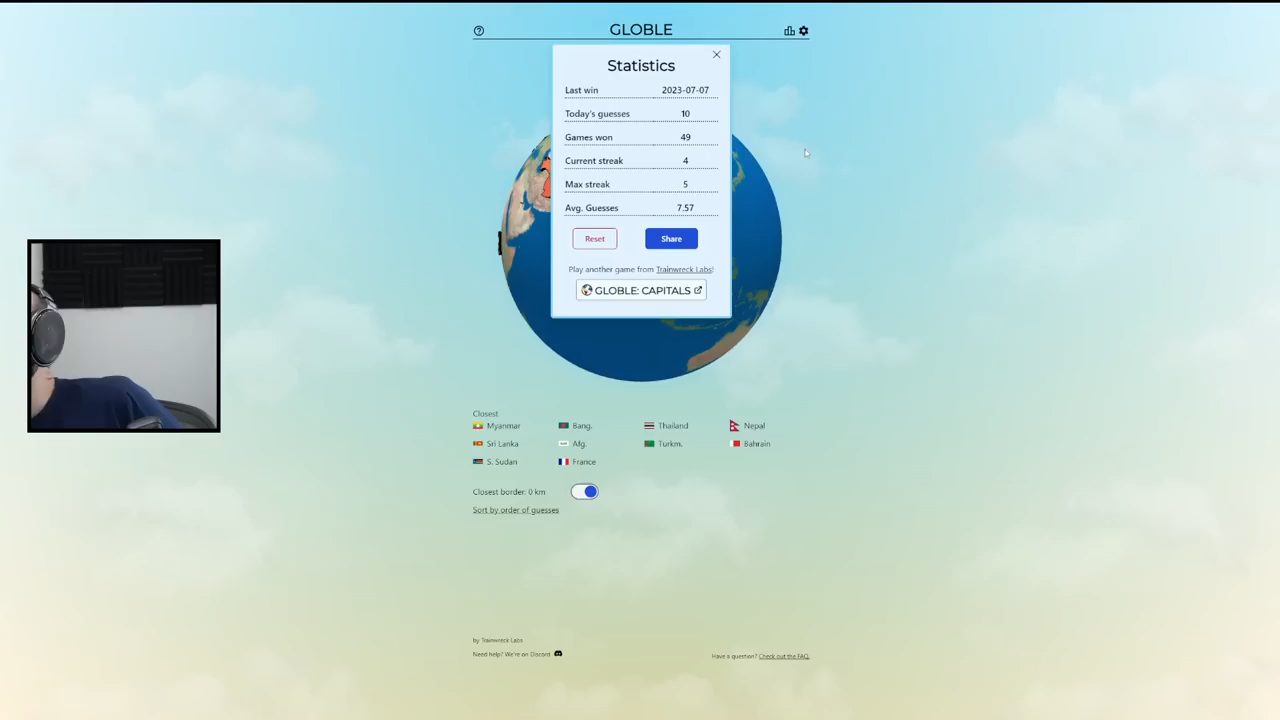 GLOBLE
Statistics
Last win 2023-07-07
Today's guesses 10
Games won 49
Current streak 4
Max streak 5
Avg. Guesses 7.57
Reset Share
Play another game from Trainwreck Labs!
GLOBLE: CAPITALS
Closest
Myanmar Bang. Thailand Nepal
Sri Lanka Afg. Turkm. Bahrain
S. Sudan France
Closest border: 0 km
Sort by order of guesses
by Trainwreck Labs
Need help? We're on Discord
Have a question? Check out the FAQ.